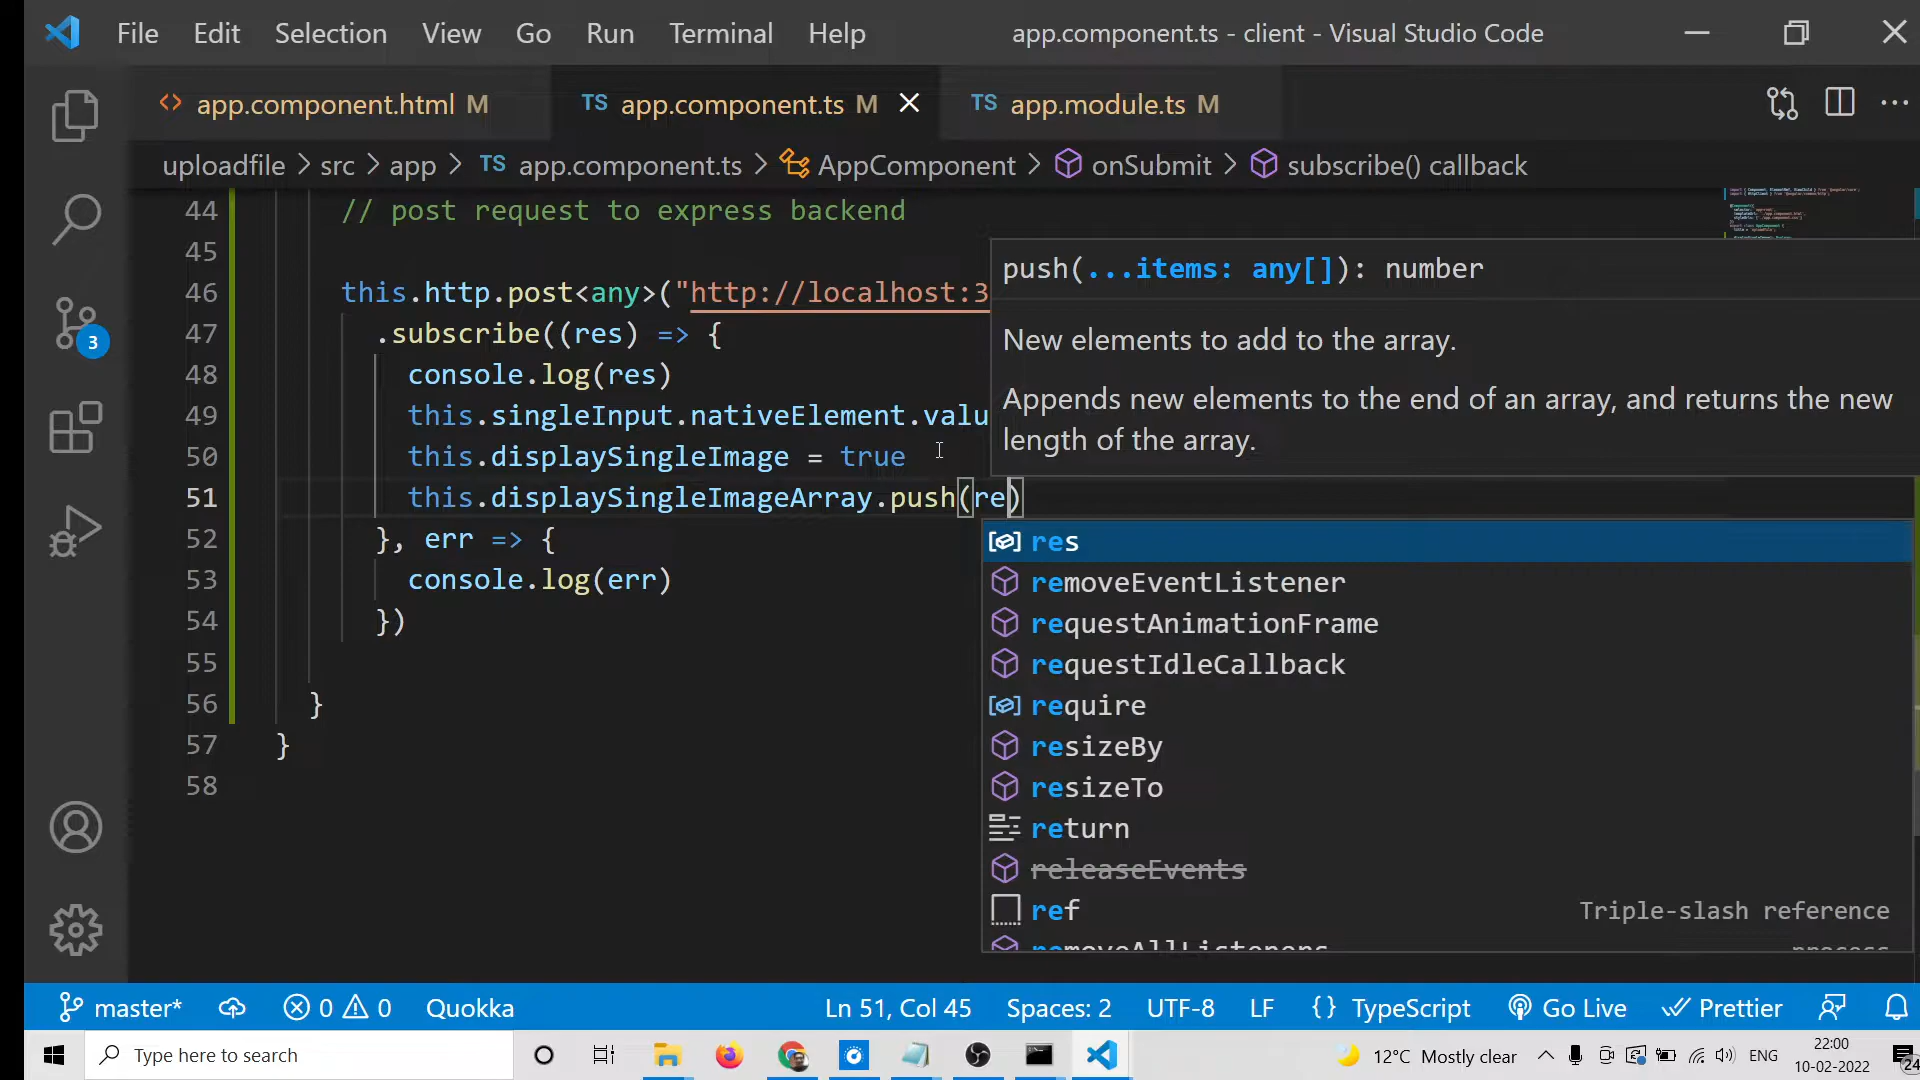 File Edit Selection View Go Run Terminal Help app.component.ts - client - Visual Studio Code
<> app.component.html M TS app.component.ts M TS app.module.ts M
uploadfile > src > app > TS app.component.ts > AppComponent > onSubmit > subscribe() callback
44 // post request to express backend
45
46 this.http.post<any>("http://localhost:3
47 .subscribe((res) => {
48 console.log(res)
49 this.singleInput.nativeElement.valu
50 this.displaySingleImage = true
51 this.displaySingleImageArray.push(re)
52 }, err => {
53 console.log(err)
54 })
55
56 }
57 }
58
push(...items: any[]): number
New elements to add to the array.
Appends new elements to the end of an array, and returns the new
length of the array.
res
removeEventListener
requestAnimationFrame
requestIdleCallback
require
resizeBy
resizeTo
return
releaseEvents
ref Triple-slash reference
removeAllListeners process
3
master* 0 0 Quokka Ln 51, Col 45 Spaces: 2 UTF-8 LF {} TypeScript Go Live Prettier
Type here to search 12°C Mostly clear ENG 22:00
10-02-2022
24